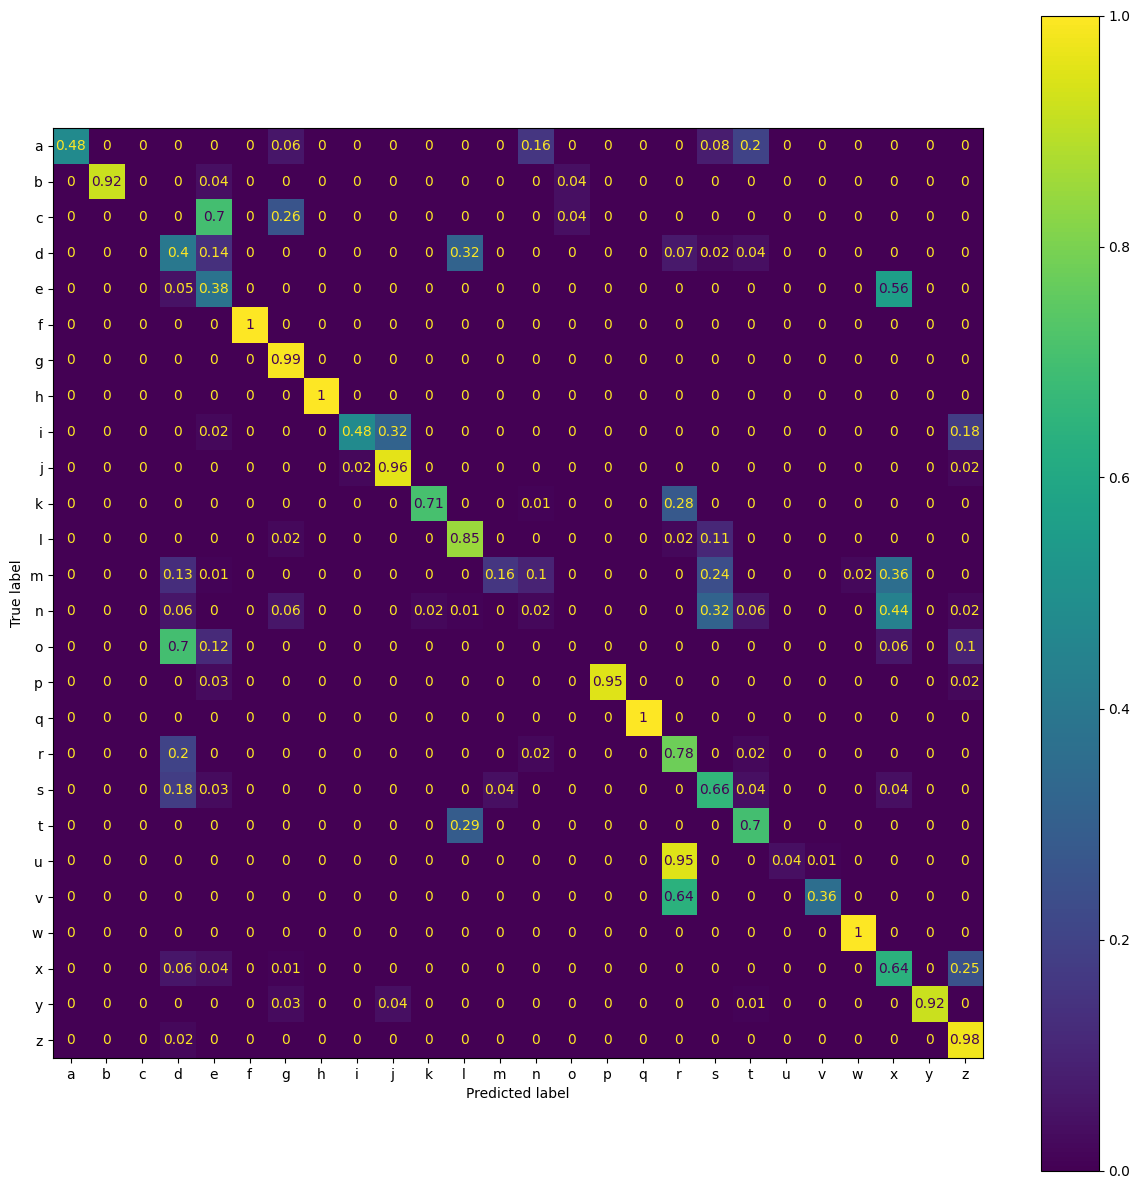 1.0
a 0.48 0 0 0 0 0 0.06 0 0 0 0 0 0 0.16 0 0 0 0 0.08 0.2 0 0 0 0 0 0
b 0 0.92 0 0 0.04 0 0 0 0 0 0 0 0 0 0.04 0 0 0 0 0 0 0 0 0 0 0
c 0 0 0 0 0.7 0 0.26 0 0 0 0 0 0 0 0.04 0 0 0 0 0 0 0 0 0 0 0
0.8
d 0 0 0 0.4 0.14 0 0 0 0 0 0 0.32 0 0 0 0 0 0.07 0.02 0.04 0 0 0 0 0 0
e 0 0 0 0.05 0.38 0 0 0 0 0 0 0 0 0 0 0 0 0 0 0 0 0 0 0.56 0 0
f 0 0 0 0 0 1 0 0 0 0 0 0 0 0 0 0 0 0 0 0 0 0 0 0 0 0
g 0 0 0 0 0 0 0.99 0 0 0 0 0 0 0 0 0 0 0 0 0 0 0 0 0 0 0
h 0 0 0 0 0 0 0 1 0 0 0 0 0 0 0 0 0 0 0 0 0 0 0 0 0 0
i 0 0 0 0 0.02 0 0 0 0.48 0.32 0 0 0 0 0 0 0 0 0 0 0 0 0 0 0 0.18
j 0 0 0 0 0 0 0 0 0.02 0.96 0 0 0 0 0 0 0 0 0 0 0 0 0 0 0 0.02
0.6
k 0 0 0 0 0 0 0 0 0 0 0.71 0 0 0.01 0 0 0 0.28 0 0 0 0 0 0 0 0
l 0 0 0 0 0 0 0.02 0 0 0 0 0.85 0 0 0 0 0 0.02 0.11 0 0 0 0 0 0 0
m 0 0 0 0.13 0.01 0 0 0 0 0 0 0 0.16 0.1 0 0 0 0 0.24 0 0 0 0.02 0.36 0 0
True label
n 0 0 0 0.06 0 0 0.06 0 0 0 0.02 0.01 0 0.02 0 0 0 0 0.32 0.06 0 0 0 0.44 0 0.02
o 0 0 0 0.7 0.12 0 0 0 0 0 0 0 0 0 0 0 0 0 0 0 0 0 0 0.06 0 0.1
p 0 0 0 0 0.03 0 0 0 0 0 0 0 0 0 0 0.95 0 0 0 0 0 0 0 0 0 0.02
0.4
q 0 0 0 0 0 0 0 0 0 0 0 0 0 0 0 0 1 0 0 0 0 0 0 0 0 0
r 0 0 0 0.2 0 0 0 0 0 0 0 0 0 0.02 0 0 0 0.78 0 0.02 0 0 0 0 0 0
s 0 0 0 0.18 0.03 0 0 0 0 0 0 0 0.04 0 0 0 0 0 0.66 0.04 0 0 0 0.04 0 0
t 0 0 0 0 0 0 0 0 0 0 0 0.29 0 0 0 0 0 0 0 0.7 0 0 0 0 0 0
u 0 0 0 0 0 0 0 0 0 0 0 0 0 0 0 0 0 0.95 0 0 0.04 0.01 0 0 0 0
v 0 0 0 0 0 0 0 0 0 0 0 0 0 0 0 0 0 0.64 0 0 0 0.36 0 0 0 0
w 0 0 0 0 0 0 0 0 0 0 0 0 0 0 0 0 0 0 0 0 0 0 1 0 0 0
0.2
x 0 0 0 0.06 0.04 0 0.01 0 0 0 0 0 0 0 0 0 0 0 0 0 0 0 0 0.64 0 0.25
y 0 0 0 0 0 0 0.03 0 0 0.04 0 0 0 0 0 0 0 0 0 0.01 0 0 0 0 0.92 0
z 0 0 0 0.02 0 0 0 0 0 0 0 0 0 0 0 0 0 0 0 0 0 0 0 0 0 0.98
a b c d e f g h i j k l m n o p q r s t u v w x y z
Predicted label
0.0